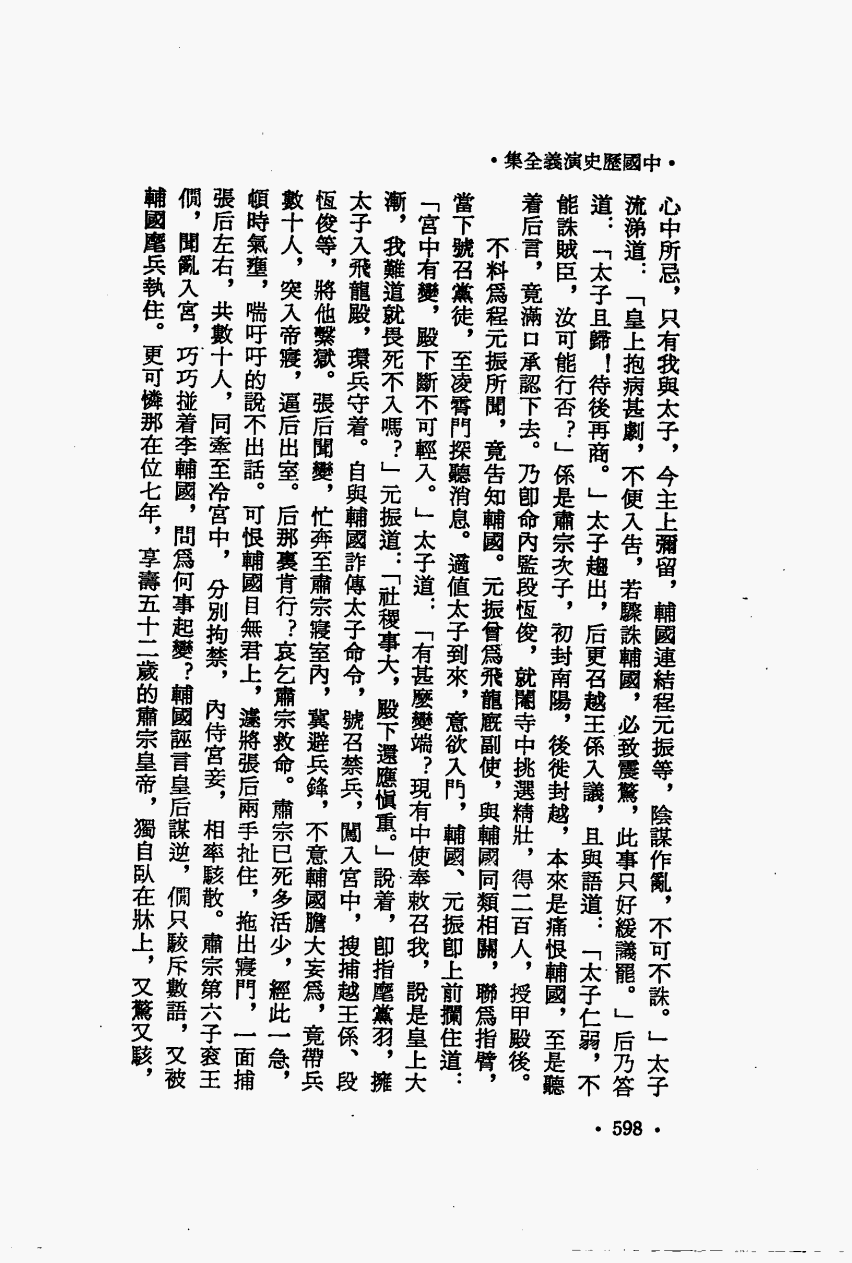 •中國歷史演義全集•
心中所忌，只有我與太子，今主上彌留，輔國連結程元振等，陰謀作亂，不可不誅。」太子
流涕道：「皇上抱病甚劇，不便入告，若驟誅輔國，必致震驚，此事只好緩議罷。」后乃答
道：「太子且歸！待後再商。」太子趨出，后更召越王係入議，且與語道：「太子仁弱，不
能誅賊臣，汝可能行否？」係是肅宗次子，初封南陽，後徙封越，本來是痛恨輔國，至是聽
着后言，竟滿口承認下去。乃卽命內監段恆俊，就閹寺中挑選精壯，得二百人，授甲殿後。
不料爲程元振所聞，竟告知輔國。元振曾爲飛龍廐副使，與輔國同類相關，聯爲指臂，
當下號召黨徒，至凌霄門探聽消息。適值太子到來，意欲入門，輔國、元振卽上前攔住道：
「宮中有變，殿下斷不可輕入。」太子道：「有甚麼變端？現有中使奉敕召我，說是皇上大
漸，我難道就畏死不入嗎？」元振道：「社稷事大，殿下還應愼重。」說着，卽指麾黨羽，擁
太子入飛龍殿，環兵守着。自與輔國詐傳太子命令，號召禁兵，闖入宮中，搜捕越王係、段
恆俊等，將他繫獄。張后聞變，忙奔至肅宗寢室內，冀避兵鋒，不意輔國膽大妄爲，竟帶兵
數十人，突入帝寢，逼后出室。后那裏肯行？哀乞肅宗救命。肅宗已死多活少，經此一急，
頓時氣壅，喘吁吁的說不出話。可恨輔國目無君上，遽將張后兩手扯住，拖出寢門，一面捕
張后左右，共數十人，同牽至冷宮中，分別拘禁，內侍宮妾，相率駭散。肅宗第六子兗王
僩，聞亂入宮，巧巧掽着李輔國，問爲何事起變？輔國誣言皇后謀逆，僩只駁斥數語，又被
輔國麾兵執住。更可憐那在位七年，享壽五十二歲的肅宗皇帝，獨自臥在牀上，又驚又駭，
•598•